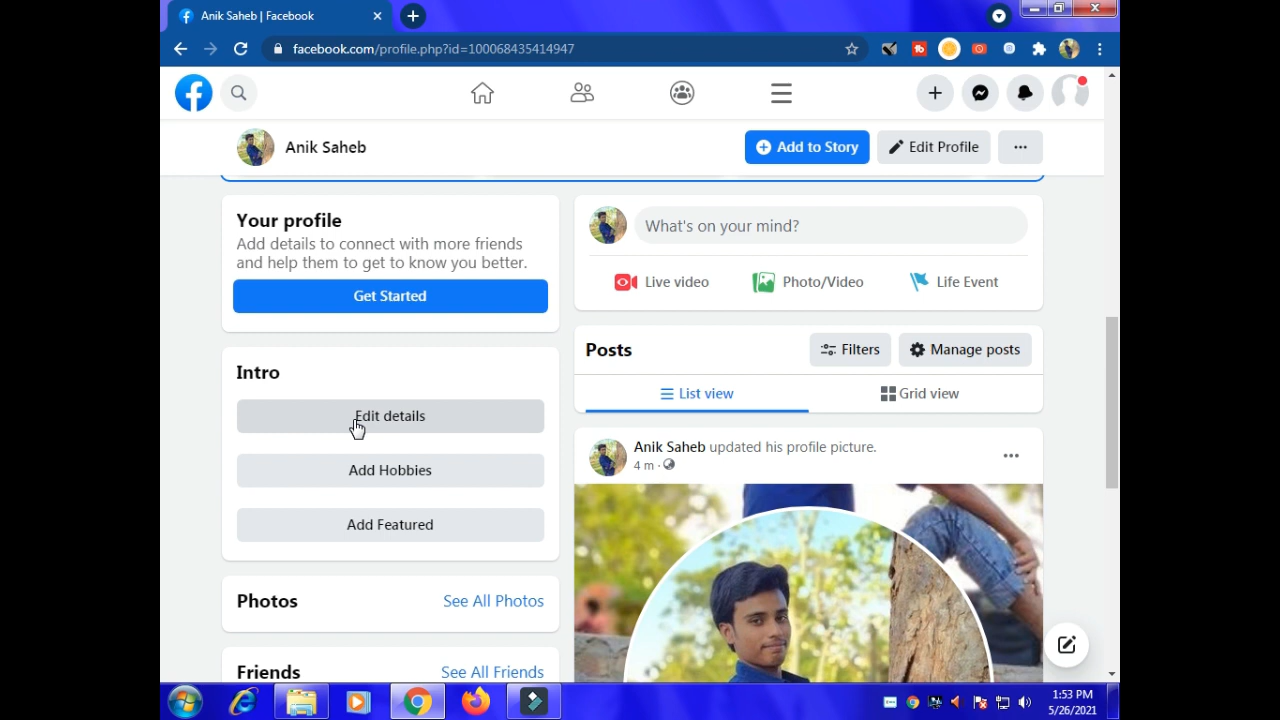 Anik Saheb | Facebook
facebook.com/profile.php?id=100068435414947
Anik Saheb
Add to Story
Edit Profile
Your profile
Add details to connect with more friends
and help them to get to know you better.
Get Started
Intro
Edit details
Add Hobbies
Add Featured
Photos
See All Photos
Friends
See All Friends
What's on your mind?
Live video
Photo/Video
Life Event
Posts
Filters
Manage posts
List view
Grid view
Anik Saheb updated his profile picture.
4 m ·
1:53 PM
5/26/2021